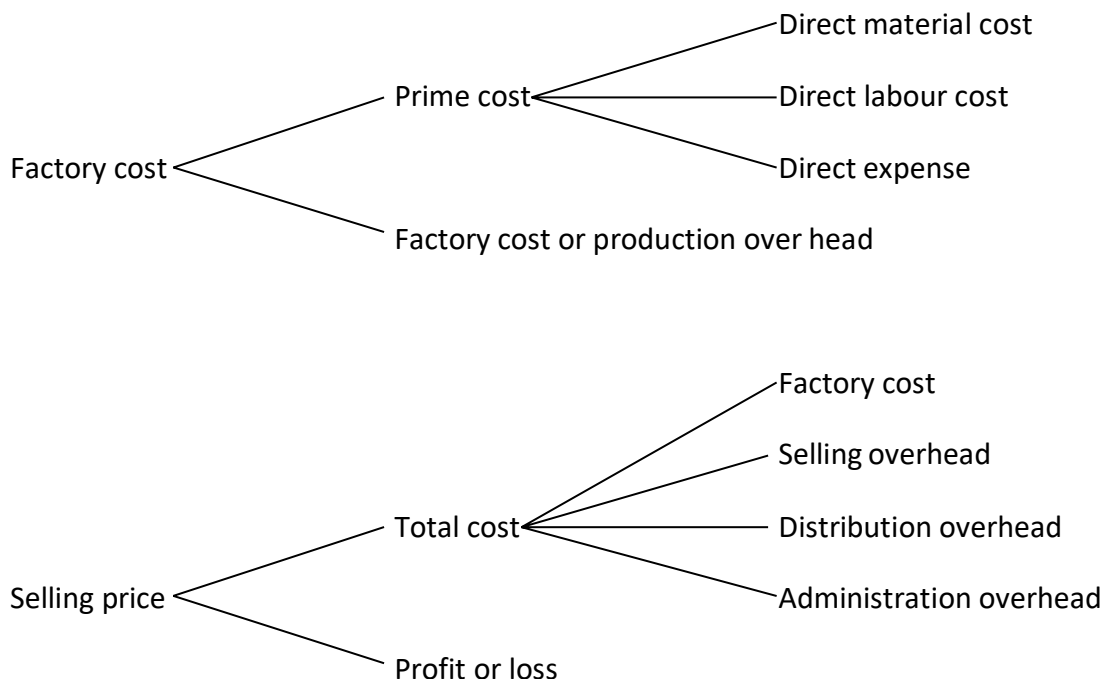 Direct material cost
Prime cost
Direct labour cost
Factory cost
Direct expense
Factory cost or production over head
Factory cost
Selling overhead
Total cost
Distribution overhead
Selling price
Administration overhead
Profit or loss